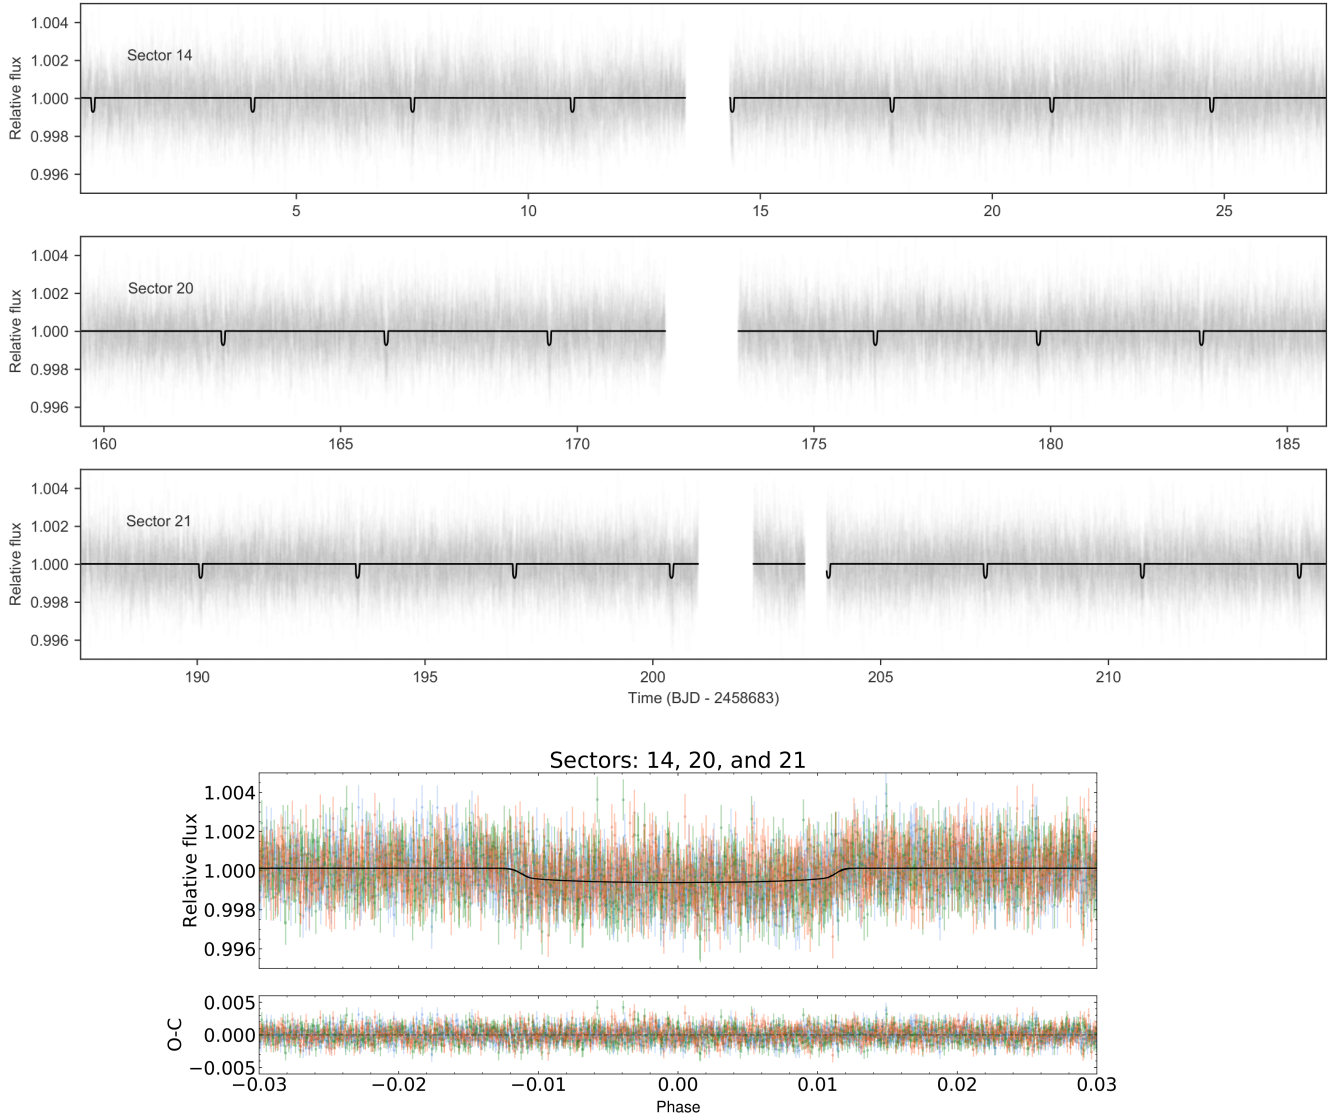 Relative flux
1.004
1.002
1.000
0.998
0.996
Sector 14
5 10 15 20 25
Relative flux
1.004
1.002
1.000
0.998
0.996
Sector 20
160 165 170 175 180 185
Relative flux
1.004
1.002
1.000
0.998
0.996
Sector 21
190 195 200 205 210
Time (BJD - 2458683)
Sectors: 14, 20, and 21
Relative flux
1.004
1.002
1.000
0.998
0.996
O-C
0.005
0.000
−0.005
−0.03 −0.02 −0.01 0.00 0.01 0.02 0.03
Phase